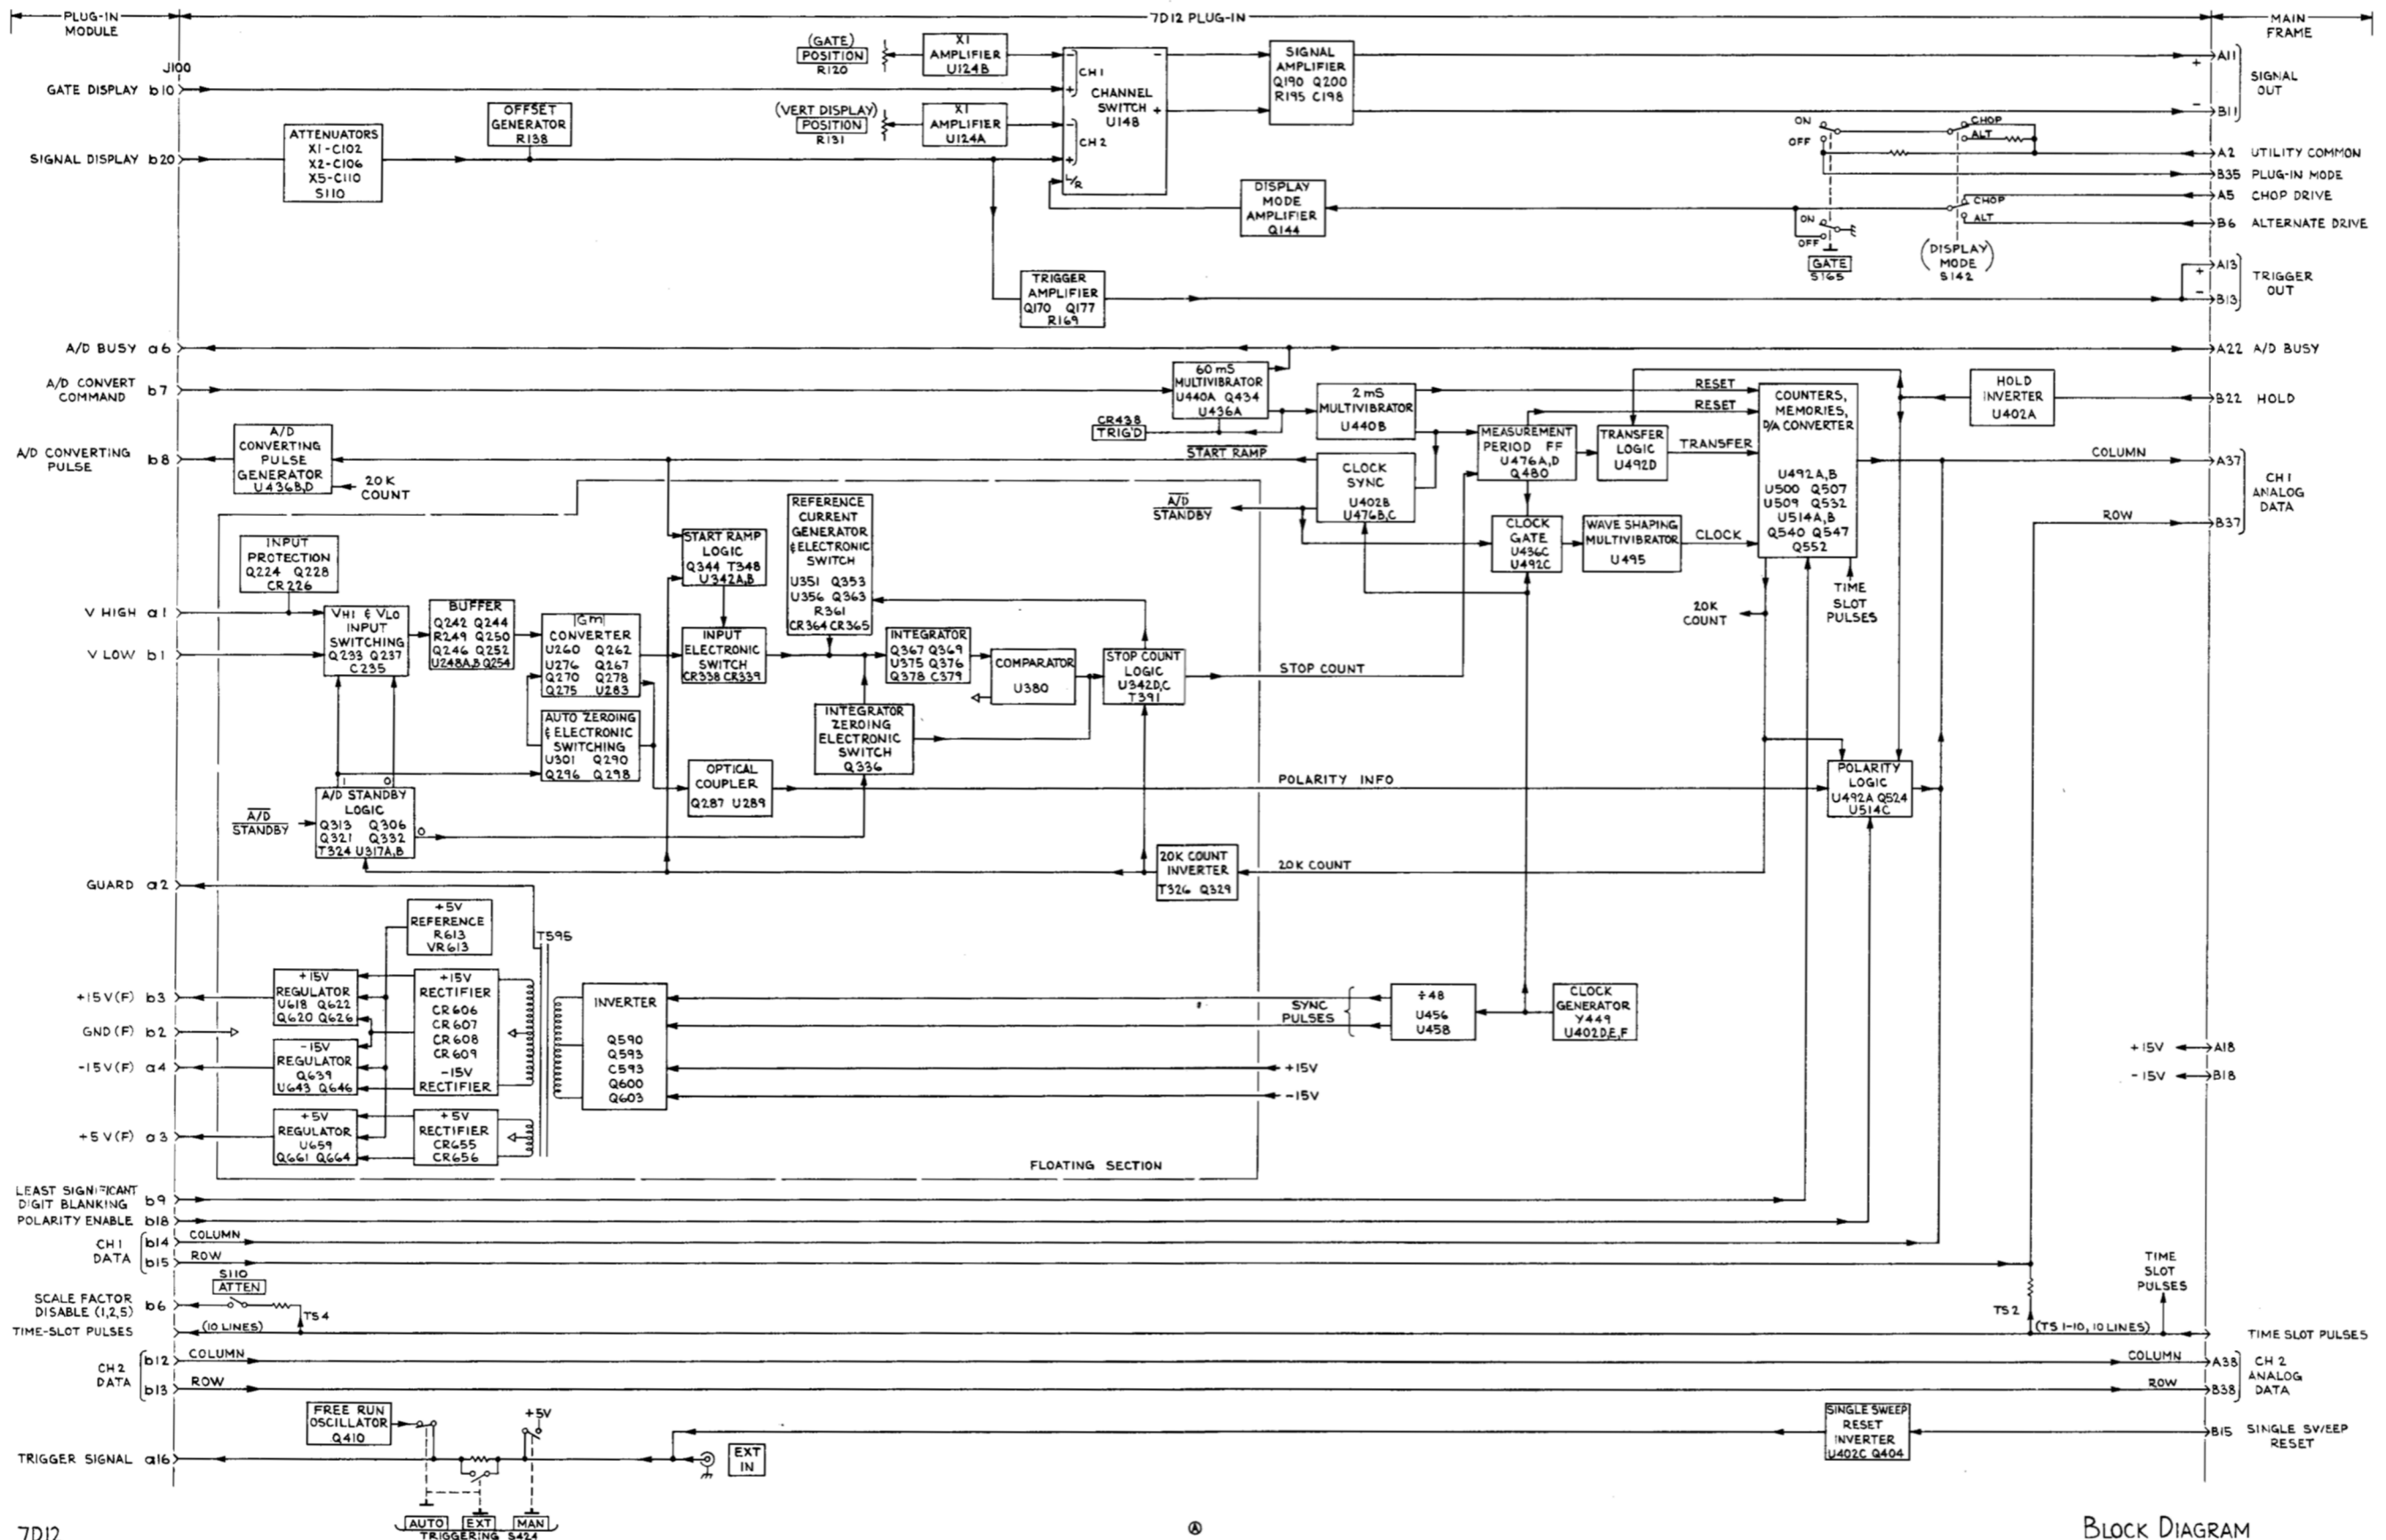 PLUG-IN
MODULE
7D12 PLUG-IN
MAIN
FRAME
J100
GATE DISPLAY b10
SIGNAL DISPLAY b20
ATTENUATORS
X1-C102
X2-C106
X5-C110
S110
OFFSET
GENERATOR
R138
(GATE)
POSITION
R120
X1
AMPLIFIER
U124B
(VERT DISPLAY)
POSITION
R131
X1
AMPLIFIER
U124A
-
CH 1
+
-
CH 2
+
L/R
CHANNEL
SWITCH
U148
-
+
SIGNAL
AMPLIFIER
Q190 Q200
R195 C198
A11
+
SIGNAL
OUT
-
B11
DISPLAY
MODE
AMPLIFIER
Q144
ON
OFF
CHOP
ALT
A2 UTILITY COMMON
B35 PLUG-IN MODE
A5 CHOP DRIVE
B6 ALTERNATE DRIVE
CHOP
ALT
ON
OFF
GATE
S165
(DISPLAY)
MODE
S142
A13
+
TRIGGER
OUT
-
B13
TRIGGER
AMPLIFIER
Q170 Q177
R169
A/D BUSY a6
A22 A/D BUSY
A/D CONVERT
COMMAND b7
60 mS
MULTIVIBRATOR
U440A Q434
U436A
CR438
TRIG'D
2 mS
MULTIVIBRATOR
U440B
RESET
RESET
COUNTERS,
MEMORIES,
D/A CONVERTER
U492A,B
U500 Q507
U509 Q532
U514A,B
Q540 Q547
Q552
HOLD
INVERTER
U402A
B22 HOLD
A/D CONVERTING
PULSE b8
A/D
CONVERTING
PULSE
GENERATOR
U436B,D
20K
COUNT
START RAMP
CLOCK
SYNC
U402B
U476B,C
MEASUREMENT
PERIOD FF
U476A,D
Q480
TRANSFER
LOGIC
U492D
TRANSFER
COLUMN
A37
CH 1
ANALOG
DATA
ROW
B37
A/D
STANDBY
CLOCK
GATE
U436C
U492C
WAVE SHAPING
MULTIVIBRATOR
U495
CLOCK
TIME
SLOT
PULSES
20K
COUNT
INPUT
PROTECTION
Q224 Q228
CR226
V HIGH a1
V LOW b1
VHI & VLO
INPUT
SWITCHING
Q233 Q237
C235
BUFFER
Q242 Q244
R249 Q250
Q246 Q252
U248A,B Q254
|Gm|
CONVERTER
U260 Q262
U276 Q267
Q270 Q278
Q275 U283
START RAMP
LOGIC
Q344 T348
U342A,B
INPUT
ELECTRONIC
SWITCH
CR338 CR339
REFERENCE
CURRENT
GENERATOR
& ELECTRONIC
SWITCH
U351 Q353
U356 Q363
R361
CR364 CR365
INTEGRATOR
Q367 Q369
U375 Q376
Q378 C379
COMPARATOR
U380
STOP COUNT
LOGIC
U342D,C
T391
STOP COUNT
INTEGRATOR
ZEROING
ELECTRONIC
SWITCH
Q336
AUTO ZEROING
& ELECTRONIC
SWITCHING
U301 Q290
Q296 Q298
OPTICAL
COUPLER
Q287 U289
POLARITY INFO
POLARITY
LOGIC
U492A Q524
U514C
A/D
STANDBY
1 0
A/D STANDBY
LOGIC
Q313 Q306
Q321 Q332
T324 U317A,B
0
20K COUNT
INVERTER
T326 Q329
20K COUNT
GUARD a2
+5V
REFERENCE
R613
VR613
T595
+15V(F) b3
GND(F) b2
-15V(F) a4
+5V(F) a3
+15V
REGULATOR
U618 Q622
Q620 Q626
-15V
REGULATOR
Q639
U643 Q646
+5V
REGULATOR
U659
Q661 Q664
+15V
RECTIFIER
CR606
CR607
CR608
CR609
-15V
RECTIFIER
+5V
RECTIFIER
CR655
CR656
INVERTER
Q590
Q593
C593
Q600
Q603
SYNC
PULSES
÷48
U456
U458
CLOCK
GENERATOR
Y449
U402D,E,F
+15V
-15V
+15V A18
-15V B18
FLOATING SECTION
LEAST SIGNIFICANT
DIGIT BLANKING b9
POLARITY ENABLE b18
CH 1
DATA
b14 COLUMN
b15 ROW
S110
ATTEN
SCALE FACTOR
DISABLE (1,2,5) b6
TS4
TIME-SLOT PULSES (10 LINES)
TS2
(TS 1-10, 10 LINES)
TIME
SLOT
PULSES
TIME SLOT PULSES
CH 2
DATA
b12 COLUMN
b13 ROW
COLUMN
A38
CH 2
ANALOG
DATA
ROW
B38
FREE RUN
OSCILLATOR
Q410
+5V
TRIGGER SIGNAL a16
EXT
IN
SINGLE SWEEP
RESET
INVERTER
U402C Q404
B15 SINGLE SWEEP
RESET
AUTO EXT MAN
TRIGGERING S424
7D12
A
BLOCK DIAGRAM